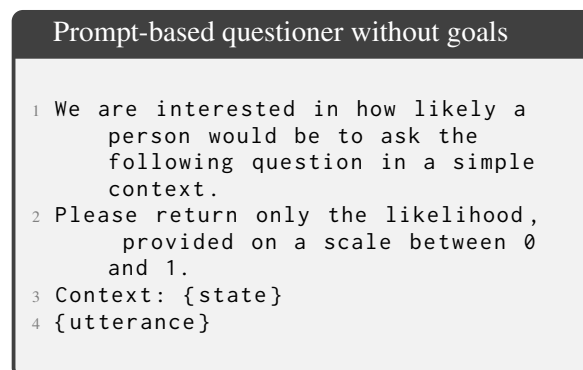 Prompt-based questioner without goals
1 We are interested in how likely a
person would be to ask the
following question in a simple
context.
2 Please return only the likelihood,
provided on a scale between 0
and 1.
3 Context: {state}
4 {utterance}